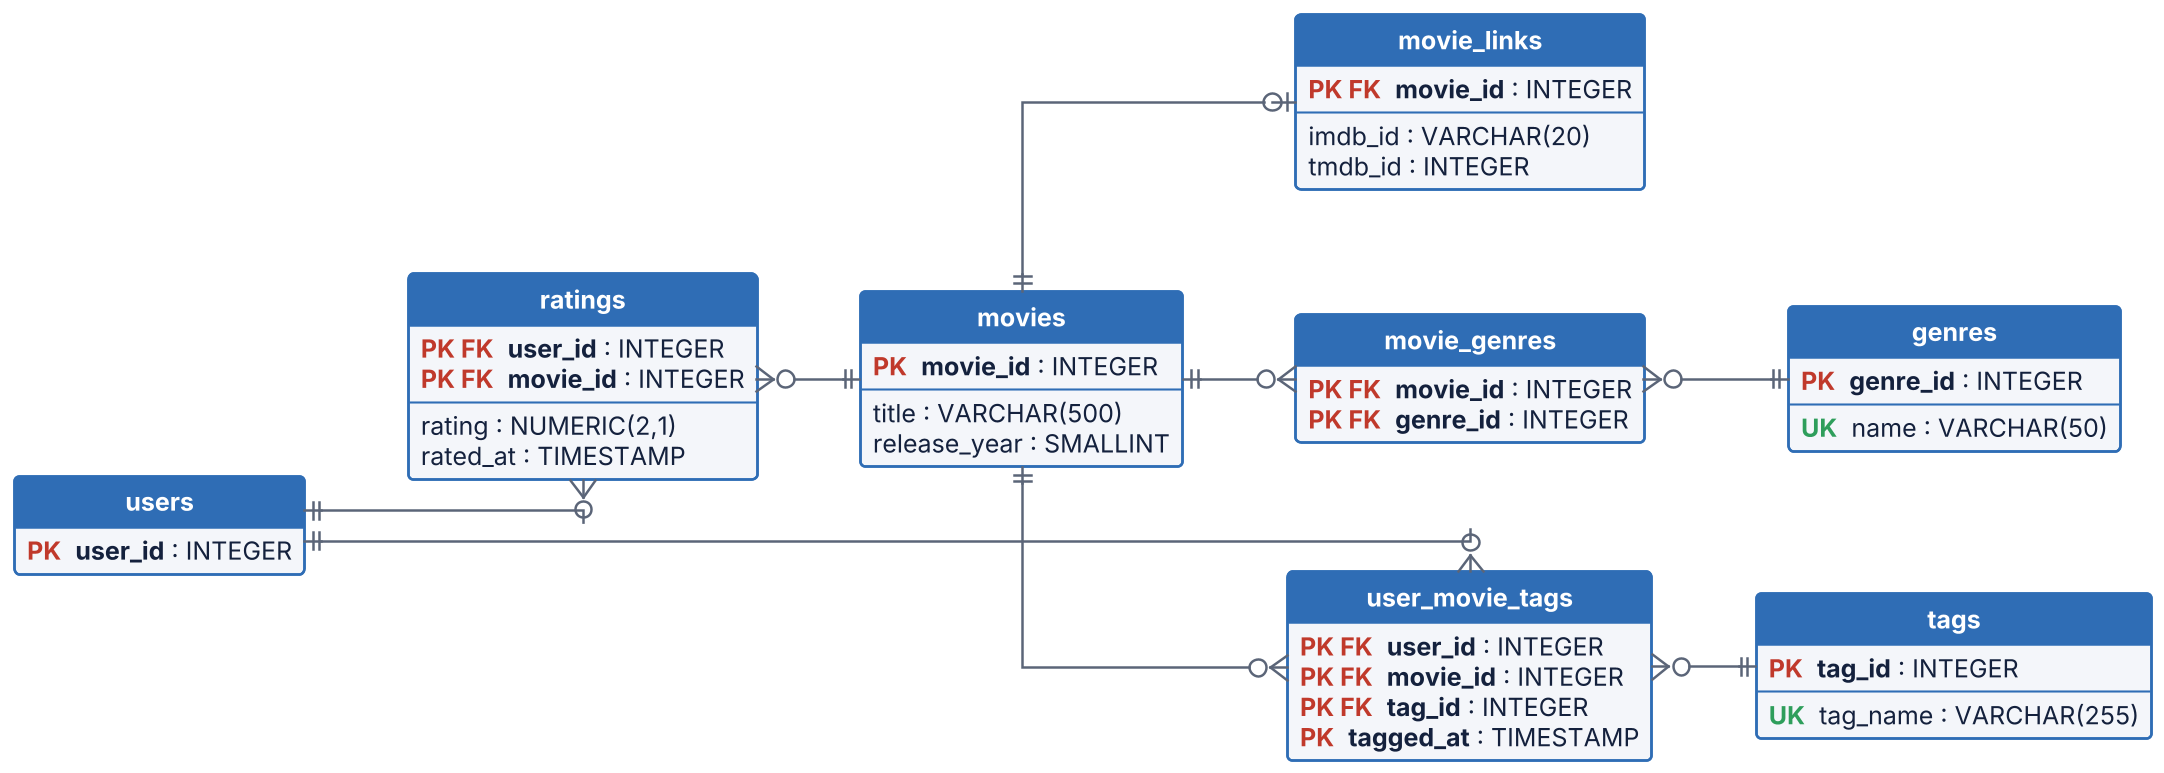 movie_links
PK FK movie_id : INTEGER
imdb_id : VARCHAR(20)
tmdb_id : INTEGER
ratings
PK FK user_id : INTEGER
PK FK movie_id : INTEGER
rating : NUMERIC(2,1)
rated_at : TIMESTAMP
movies
PK movie_id : INTEGER
title : VARCHAR(500)
release_year : SMALLINT
movie_genres
PK FK movie_id : INTEGER
PK FK genre_id : INTEGER
genres
PK genre_id : INTEGER
UK name : VARCHAR(50)
users
PK user_id : INTEGER
user_movie_tags
PK FK user_id : INTEGER
PK FK movie_id : INTEGER
PK FK tag_id : INTEGER
PK tagged_at : TIMESTAMP
tags
PK tag_id : INTEGER
UK tag_name : VARCHAR(255)